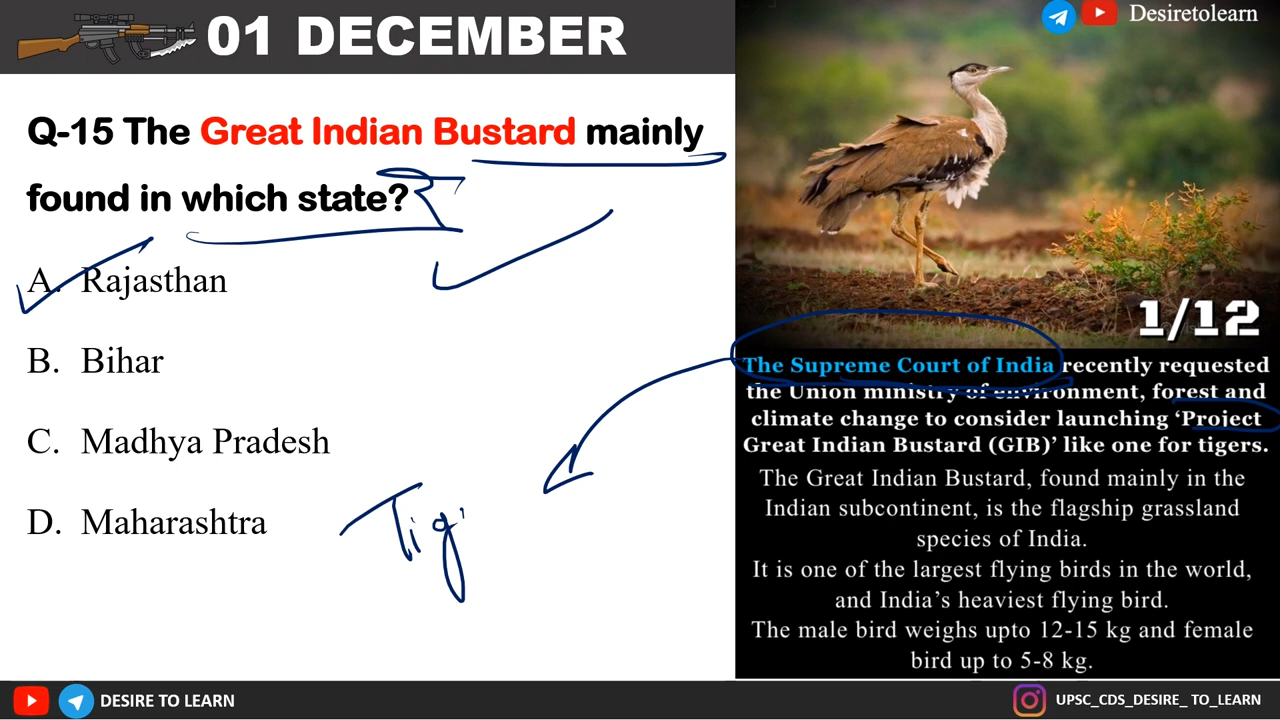 01 DECEMBER
Desiretolearn
Q-15 The Great Indian Bustard mainly
found in which state?
A. Rajasthan
B. Bihar
C. Madhya Pradesh
D. Maharashtra
Tig
1/12
The Supreme Court of India recently requested
the Union ministry of environment, forest and
climate change to consider launching ‘Project
Great Indian Bustard (GIB)’ like one for tigers.
The Great Indian Bustard, found mainly in the
Indian subcontinent, is the flagship grassland
species of India.
It is one of the largest flying birds in the world,
and India’s heaviest flying bird.
The male bird weighs upto 12-15 kg and female
bird up to 5-8 kg.
DESIRE TO LEARN
UPSC_CDS_DESIRE_ TO_LEARN